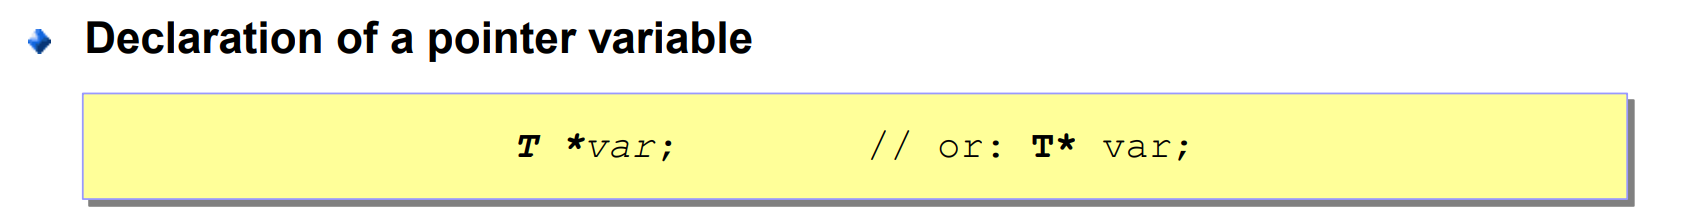 Declaration of a pointer variable
T *var; // or: T* var;